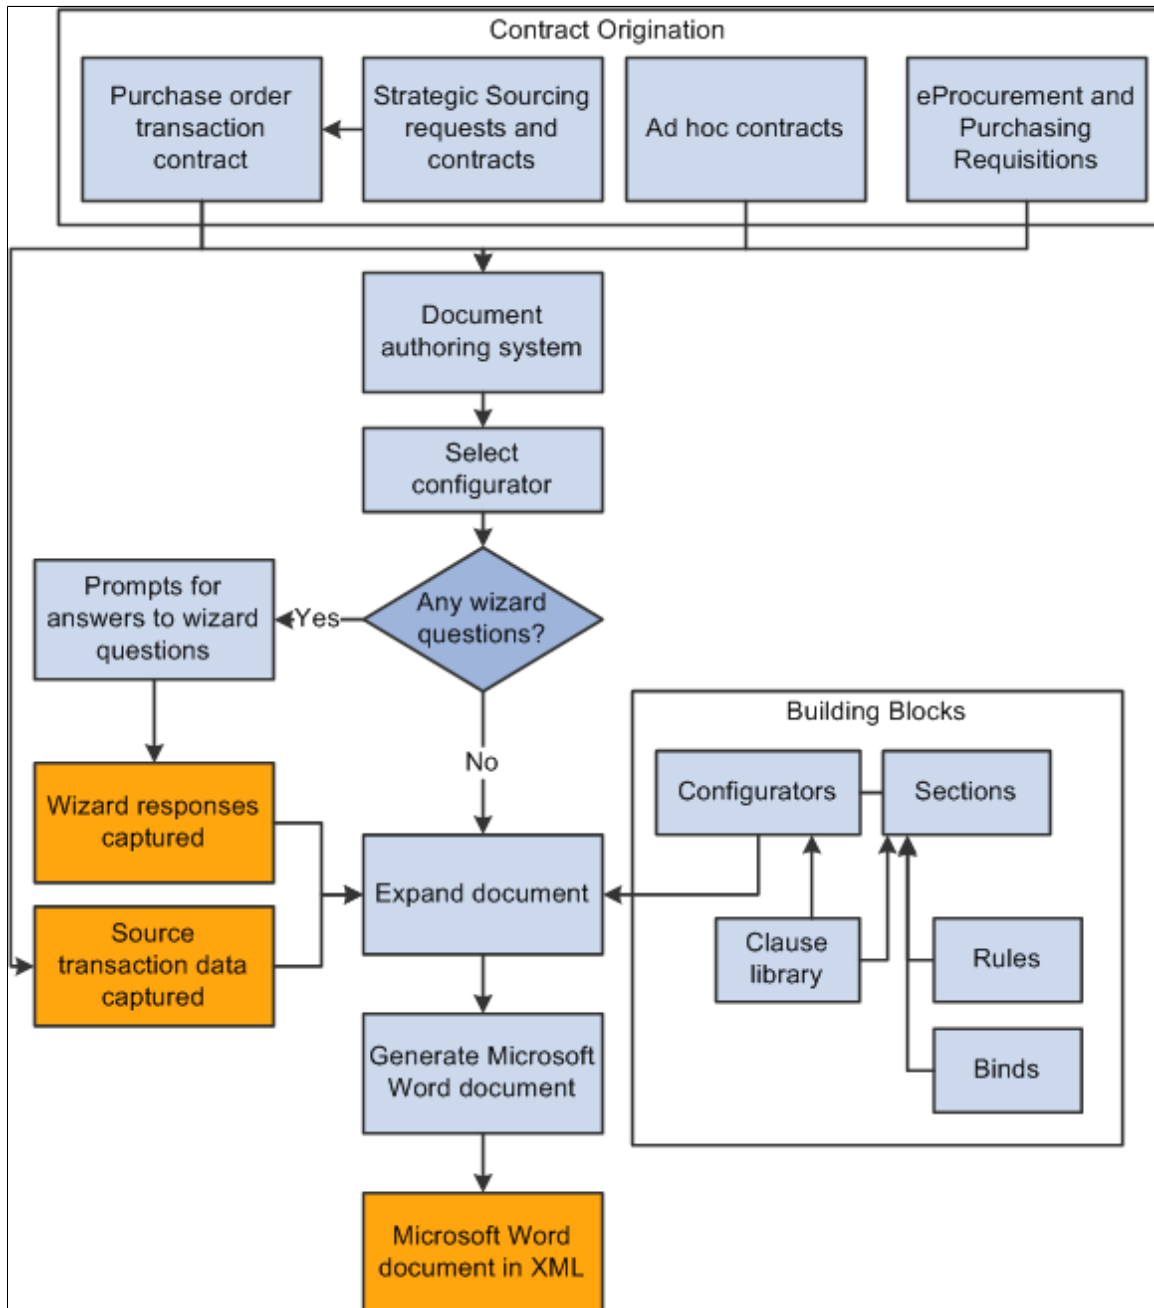 Contract Origination
Purchase order
transaction
contract
Strategic Sourcing
requests and
contracts
Ad hoc contracts
eProcurement and
Purchasing
Requisitions
Document
authoring system
Select
configurator
Any wizard
questions?
Yes
Prompts for
answers to wizard
questions
No
Wizard responses
captured
Source
transaction data
captured
Expand document
Building Blocks
Configurators
Sections
Clause
library
Rules
Binds
Generate Microsoft
Word document
Microsoft Word
document in XML